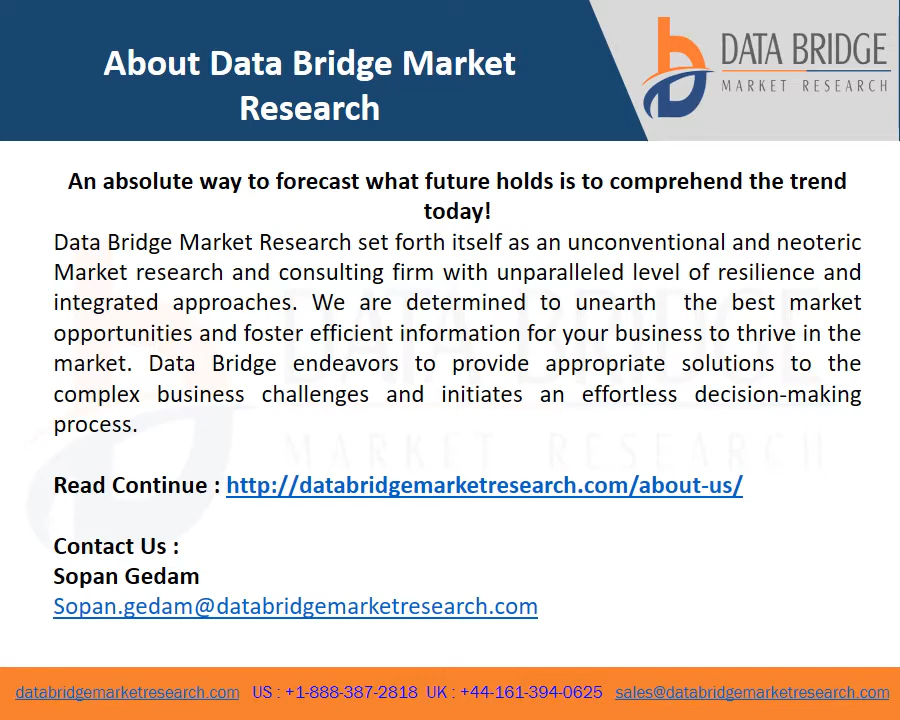 About Data Bridge Market
Research
DATA BRIDGE
MARKET RESEARCH
An absolute way to forecast what future holds is to comprehend the trend
today!
Data Bridge Market Research set forth itself as an unconventional and neoteric
Market research and consulting firm with unparalleled level of resilience and
integrated approaches. We are determined to unearth the best market
opportunities and foster efficient information for your business to thrive in the
market. Data Bridge endeavors to provide appropriate solutions to the
complex business challenges and initiates an effortless decision-making
process.
DATA BRIDGE
MARKET RESEARCH
Read Continue : http://databridgemarketresearch.com/about-us/
Contact Us :
Sopan Gedam
Sopan.gedam@databridgemarketresearch.com
databridgemarketresearch.com US : +1-888-387-2818 UK : +44-161-394-0625 sales@databridgemarketresearch.com